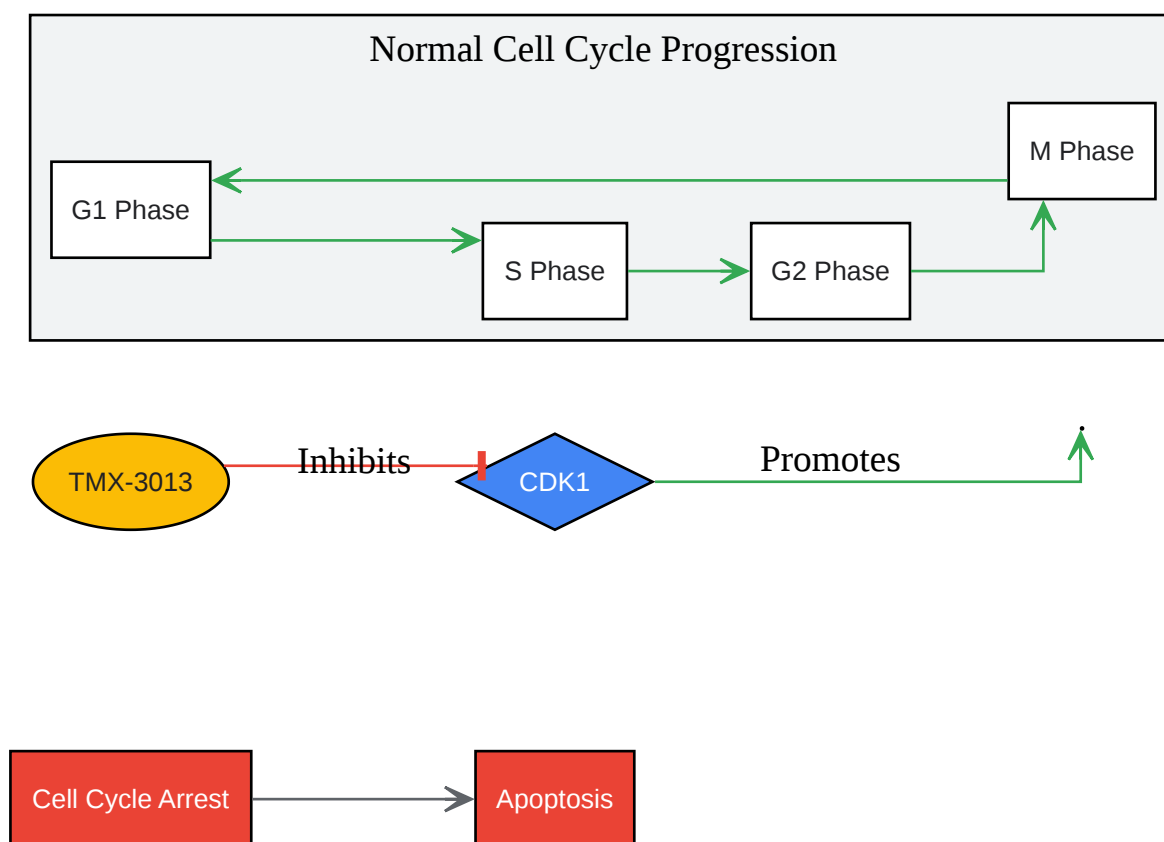 Normal Cell Cycle Progression
M Phase
G1 Phase
S Phase
G2 Phase
TMX-3013
Inhibits
CDK1
Promotes
Cell Cycle Arrest
Apoptosis